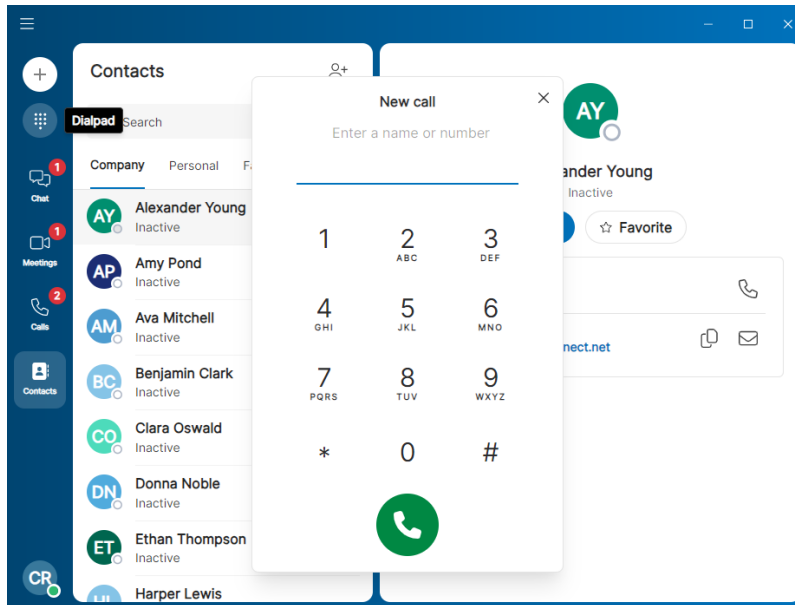 Contacts
Dialpad
Search
Company Personal
AY
Alexander Young
Inactive
AP
Amy Pond
Inactive
AM
Ava Mitchell
Inactive
BC
Benjamin Clark
Inactive
CO
Clara Oswald
Inactive
DN
Donna Noble
Inactive
ET
Ethan Thompson
Inactive
Harper Lewis
1
Chat
1
Meetings
2
Calls
Contacts
CR
New call
Enter a name or number
1 2 3
ABC DEF
4 5 6
GHI JKL MNO
7 8 9
PQRS TUV WXYZ
* 0 #
AY
ander Young
Inactive
Favorite
nect.net